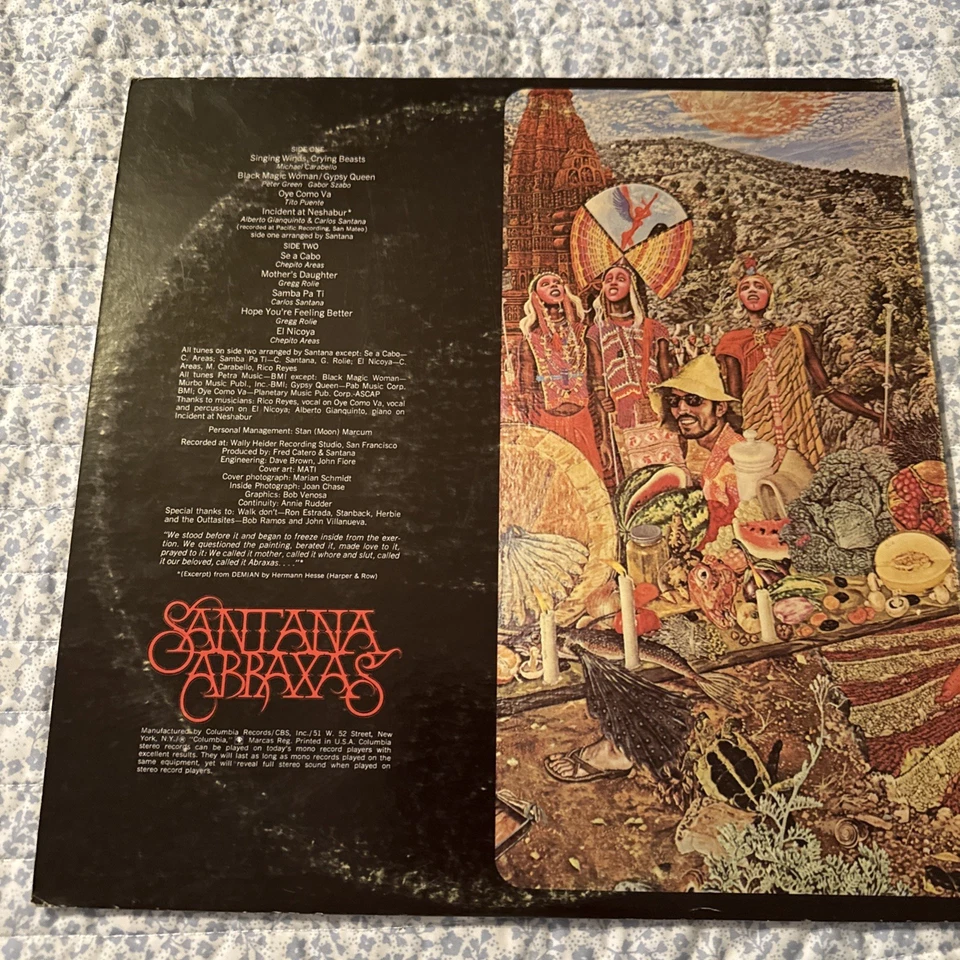 SIDE ONE
Singing Winds, Crying Beasts
Michael Carabello
Black Magic Woman/Gypsy Queen
Peter Green Gabor Szabo
Oye Como Va
Tito Puente
Incident at Neshabur*
Alberto Gianquinto & Carlos Santana
(recorded at Pacific Recording, San Mateo)
side one arranged by Santana
SIDE TWO
Se a Cabo
Chepito Areas
Mother's Daughter
Gregg Rolie
Samba Pa Ti
Carlos Santana
Hope You're Feeling Better
Gregg Rolie
El Nicoya
Chepito Areas
All tunes on side two arranged by Santana except: Se a Cabo—
C. Areas; Samba Pa Ti—C. Santana, G. Rolie; El Nicoya—C.
Areas, M. Carabello, Rico Reyes
All tunes Petra Music—BMI except: Black Magic Woman—
Murbo Music Publ., Inc.-BMI; Gypsy Queen—Pab Music Corp.
BMI; Oye Como Va—Planetary Music Pub. Corp.-ASCAP
Thanks to musicians: Rico Reyes, vocal on Oye Como Va, vocal
and percussion on El Nicoya; Alberto Gianquinto, piano on
Incident at Neshabur
Personal Management: Stan (Moon) Marcum
Recorded at: Wally Heider Recording Studio, San Francisco
Produced by: Fred Catero & Santana
Engineering: Dave Brown, John Fiore
Cover art: MATI
Cover photograph: Marian Schmidt
Inside Photograph: Joan Chase
Graphics: Bob Venosa
Continuity: Annie Rudder
Special thanks to: Walk don't—Ron Estrada, Stanback, Herbie
and the Outtasites—Bob Ramos and John Villanueva.
"We stood before it and began to freeze inside from the exer-
tion. We questioned the painting, berated it, made love to it,
prayed to it: We called it mother, called it whore and slut, called
it our beloved, called it Abraxas. . . ."*
*(Excerpt) from DEMIAN by Hermann Hesse (Harper & Row)
SANTANA
ABRAXAS
Manufactured by Columbia Records/CBS, Inc./51 W. 52 Street, New
York, N.Y./® "Columbia," Marcas Reg. Printed in U.S.A. Columbia
stereo records can be played on today's mono record players with
excellent results. They will last as long as mono records played on the
same equipment, yet will reveal full stereo sound when played on
stereo record players.